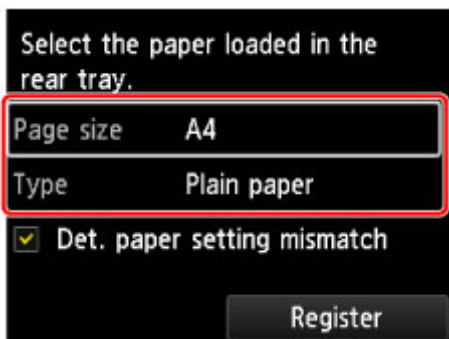 Select the paper loaded in the
rear tray.
Page size A4
Type Plain paper
Det. paper setting mismatch
Register